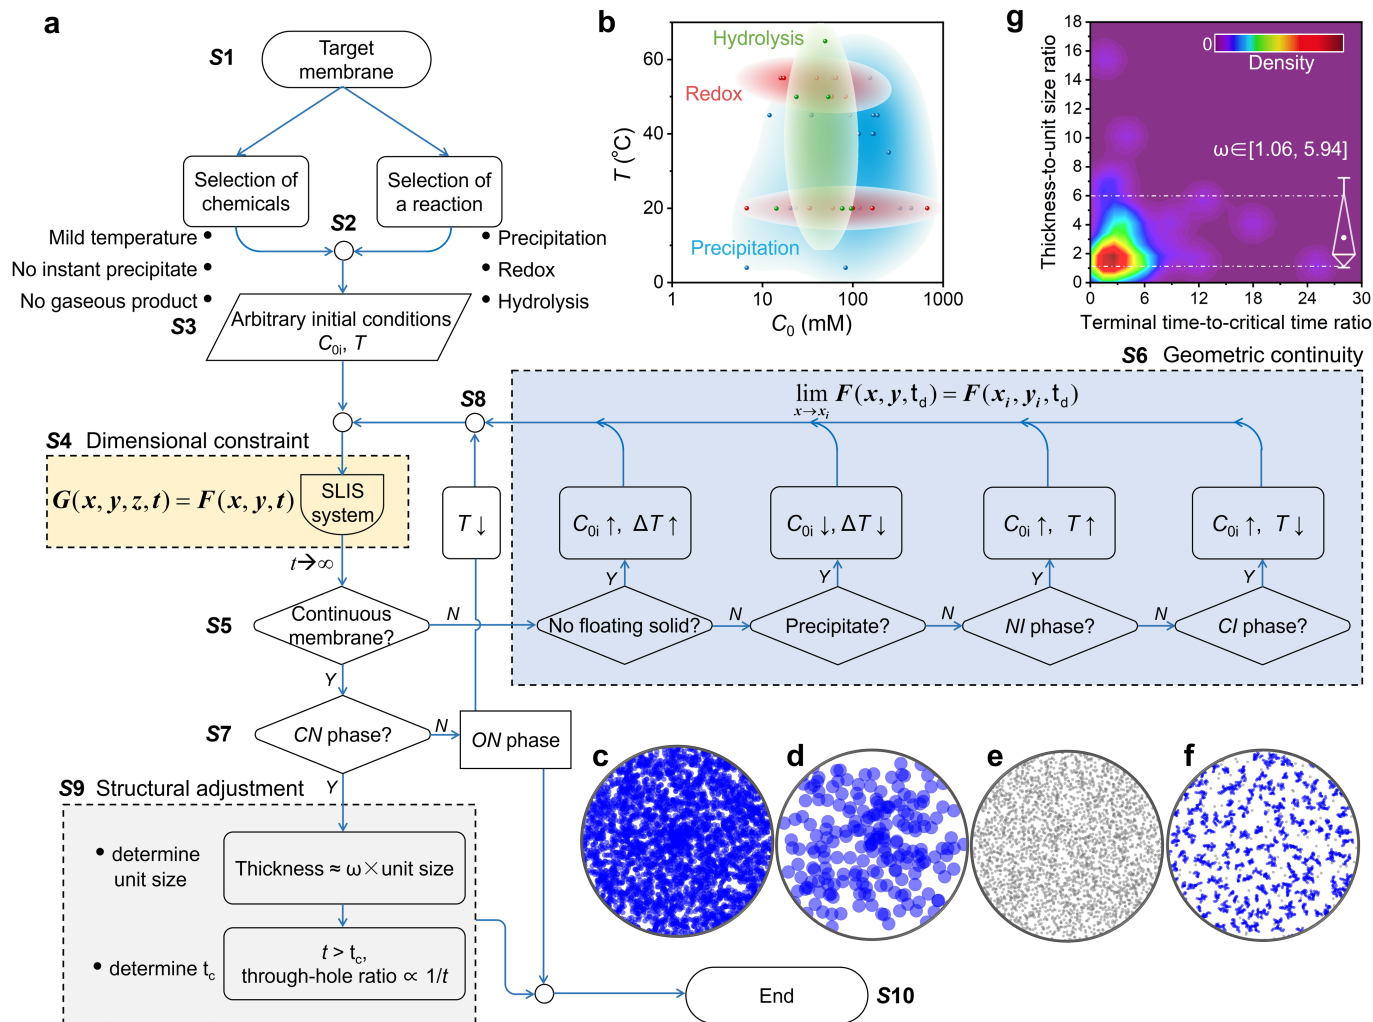 a
S1
Target
membrane
Selection of
chemicals
Selection of
a reaction
S2
Mild temperature •
No instant precipitate •
No gaseous product •
• Precipitation
• Redox
• Hydrolysis
S3
Arbitrary initial conditions
C0i, T
S4 Dimensional constraint
G(x, y, z, t) = F(x, y, t)
SLIS
system
t→∞
S5
Continuous
membrane?
N
Y
S7
CN phase?
N
Y
ON phase
T ↓
S8
S6 Geometric continuity
lim F(x, y, td) = F(xi, yi, td)
x→xi
C0i ↑, ΔT ↑
C0i ↓, ΔT ↓
C0i ↑, T ↑
C0i ↑, T ↓
Y
Y
Y
Y
No floating solid?
N
Precipitate?
N
NI phase?
N
CI phase?
S9 Structural adjustment
• determine
unit size
Thickness ≈ ω × unit size
• determine tc
t > tc,
through-hole ratio ∝ 1/t
End
S10
b
Hydrolysis
Redox
Precipitation
T (°C)
60
40
20
0
1
10
100
1000
C0 (mM)
g
Thickness-to-unit size ratio
18
16
14
12
10
8
6
4
2
0
0
Density
ω∈[1.06, 5.94]
0
6
12
18
24
30
Terminal time-to-critical time ratio
c
d
e
f